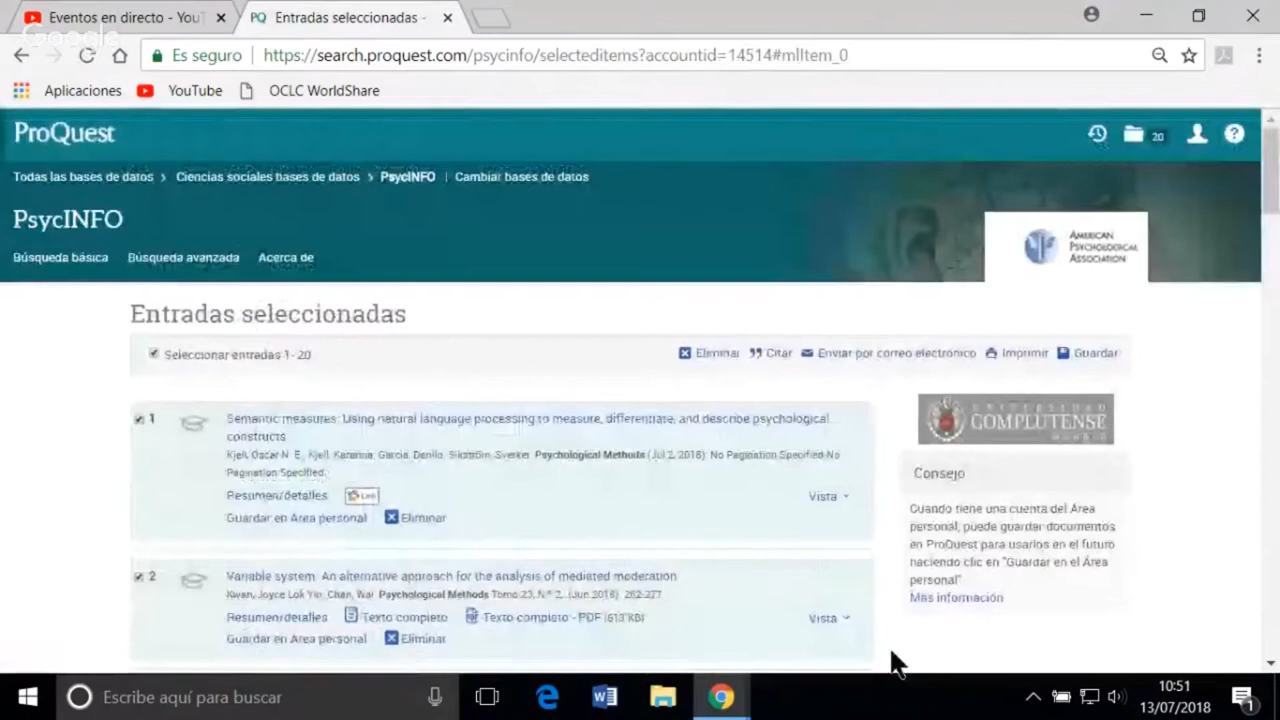 Eventos en directo - YouT
PQ Entradas seleccionadas -
Google
Es seguro https://search.proquest.com/psycinfo/selecteditems?accountid=14514#mlItem_0
Aplicaciones YouTube OCLC WorldShare
ProQuest 20
Todas las bases de datos > Ciencias sociales bases de datos > PsycINFO | Cambiar bases de datos
PsycINFO
AMERICAN
PSYCHOLOGICAL
ASSOCIATION
Búsqueda básica Búsqueda avanzada Acerca de
Entradas seleccionadas
Seleccionar entradas 1 - 20 Eliminar Citar Enviar por correo electrónico Imprimir Guardar
1 Semantic measures: Using natural language processing to measure, differentiate, and describe psychological
constructs
Kjell, Oscar N. E., Kjell, Katarina, Garcia, Danilo, Sikström, Sverker. Psychological Methods (Jul 2, 2018): No Pagination Specified-No
Pagination Specified.
Resumen/detalles Link Vista
Guardar en Área personal Eliminar
2 Variable system: An alternative approach for the analysis of mediated moderation
Kwan, Joyce Lok Yin, Chan, Wai. Psychological Methods Tomo 23, N.º 2, (Jun 2018): 262-277.
Resumen/detalles Texto completo Texto completo - PDF (613 KB) Vista
Guardar en Área personal Eliminar
UNIVERSIDAD
COMPLUTENSE
MADRID
Consejo
Cuando tiene una cuenta del Área
personal, puede guardar documentos
en ProQuest para usarlos en el futuro
haciendo clic en "Guardar en el Área
personal"
Más información
Escribe aquí para buscar
10:51
13/07/2018
1